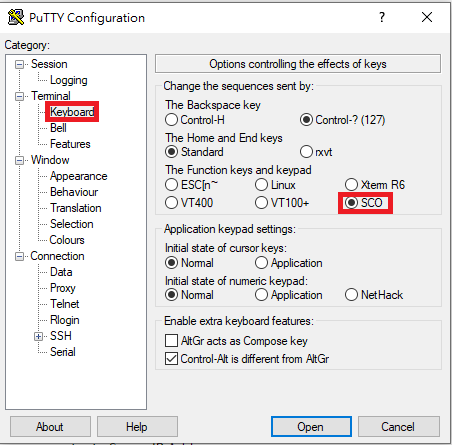 PuTTY Configuration
Category:
Session
Logging
Terminal
Keyboard
Bell
Features
Window
Appearance
Behaviour
Translation
Selection
Colours
Connection
Data
Proxy
Telnet
Rlogin
SSH
Serial
Options controlling the effects of keys
Change the sequences sent by:
The Backspace key
Control-H Control-? (127)
The Home and End keys
Standard rxvt
The Function keys and keypad
ESC[n~ Linux Xterm R6
VT400 VT100+ SCO
Application keypad settings:
Initial state of cursor keys:
Normal Application
Initial state of numeric keypad:
Normal Application NetHack
Enable extra keyboard features:
AltGr acts as Compose key
Control-Alt is different from AltGr
About Help Open Cancel